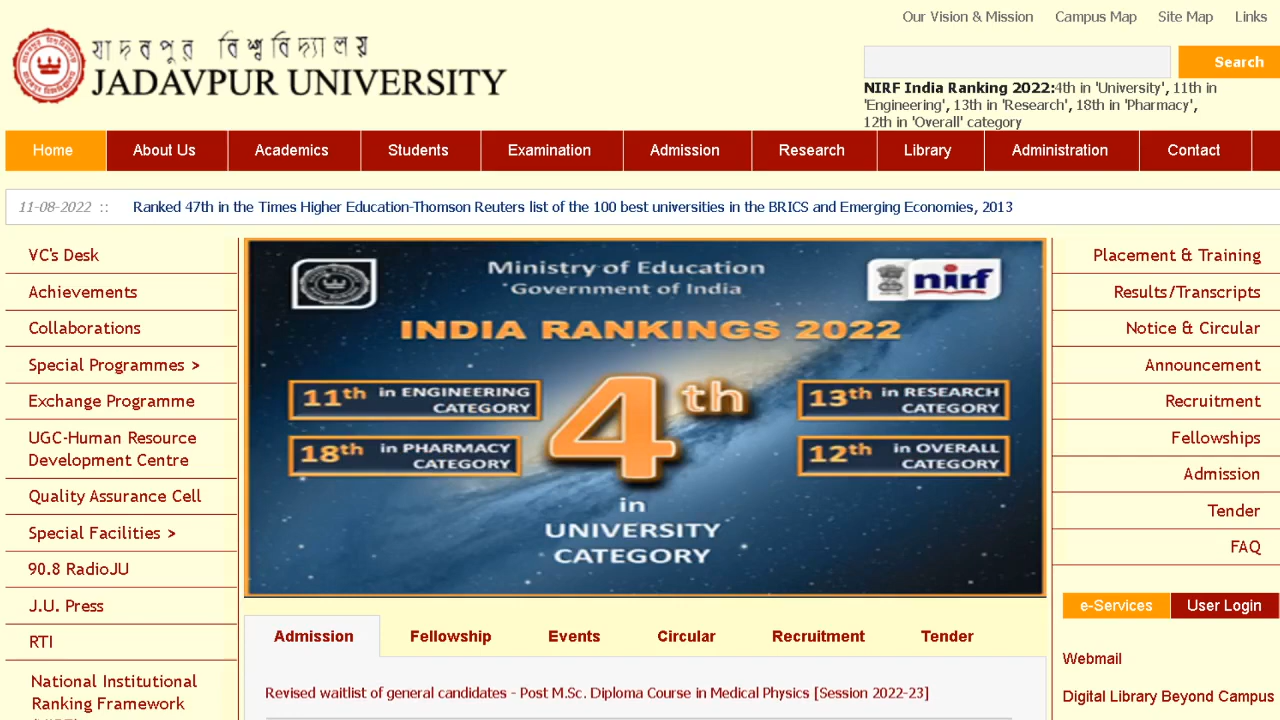 Our Vision & Mission Campus Map Site Map Links
যাদবপুর বিশ্ববিদ্যালয়
JADAVPUR UNIVERSITY
Search
NIRF India Ranking 2022:4th in 'University', 11th in
'Engineering', 13th in 'Research', 18th in 'Pharmacy',
12th in 'Overall' category
Home About Us Academics Students Examination Admission Research Library Administration Contact
11-08-2022 :: Ranked 47th in the Times Higher Education-Thomson Reuters list of the 100 best universities in the BRICS and Emerging Economies, 2013
VC's Desk
Achievements
Collaborations
Special Programmes >
Exchange Programme
UGC-Human Resource
Development Centre
Quality Assurance Cell
Special Facilities >
90.8 RadioJU
J.U. Press
RTI
National Institutional
Ranking Framework
Ministry of Education
Government of India
nirf
INDIA RANKINGS 2022
11th in ENGINEERING
CATEGORY
18th in PHARMACY
CATEGORY
4th
13th in RESEARCH
CATEGORY
12th in OVERALL
CATEGORY
in
UNIVERSITY
CATEGORY
Admission Fellowship Events Circular Recruitment Tender
Revised waitlist of general candidates - Post M.Sc. Diploma Course in Medical Physics [Session 2022-23]
Placement & Training
Results/Transcripts
Notice & Circular
Announcement
Recruitment
Fellowships
Admission
Tender
FAQ
e-Services User Login
Webmail
Digital Library Beyond Campus